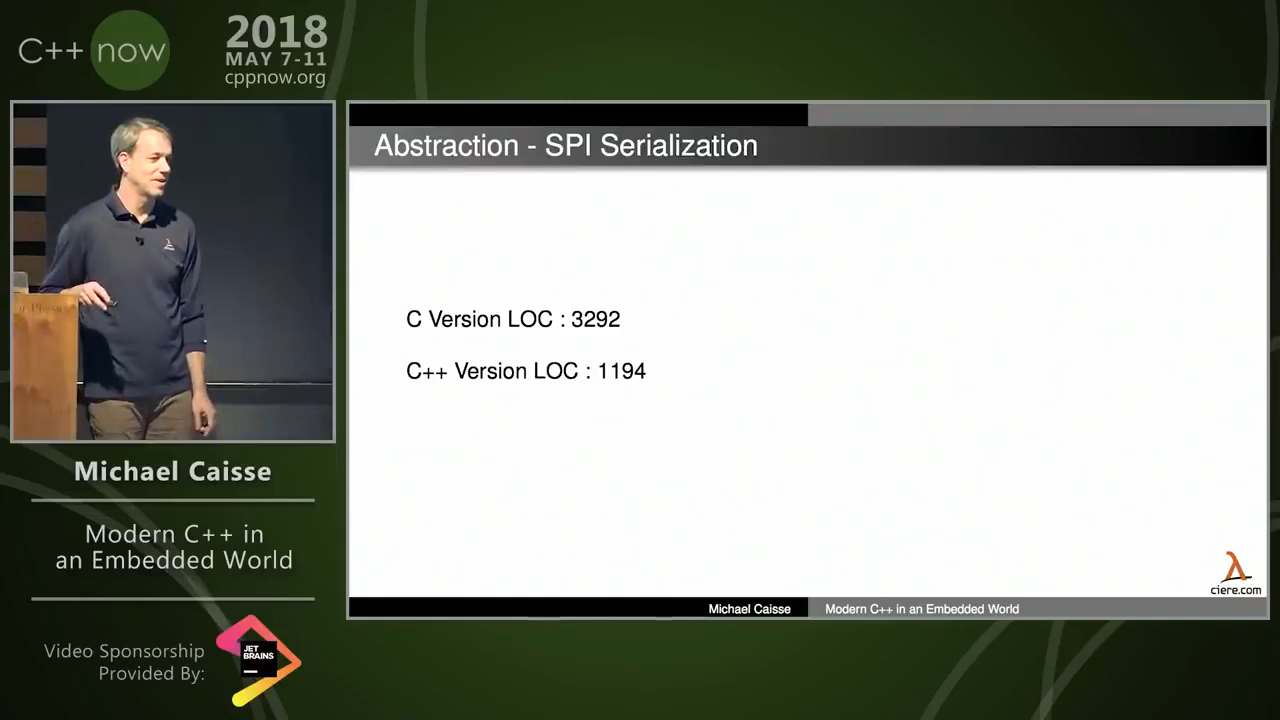 C++ now
2018
MAY 7-11
cppnow.org
Abstraction - SPI Serialization
C Version LOC : 3292
C++ Version LOC : 1194
ciere.com
Michael Caisse
Modern C++ in an Embedded World
Michael Caisse
Modern C++ in
an Embedded World
Video Sponsorship
Provided By:
JET
BRAINS